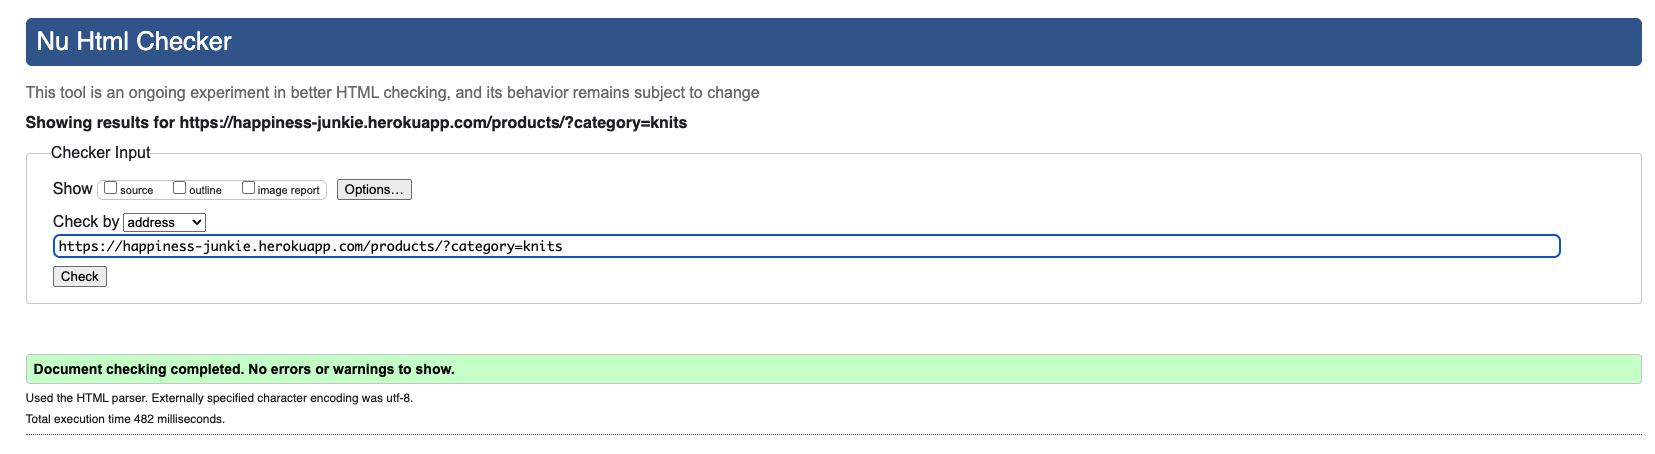 Nu Html Checker
This tool is an ongoing experiment in better HTML checking, and its behavior remains subject to change
Showing results for https://happiness-junkie.herokuapp.com/products/?category=knits
Checker Input
Show source outline image report Options...
Check by address
https://happiness-junkie.herokuapp.com/products/?category=knits
Check
Document checking completed. No errors or warnings to show.
Used the HTML parser. Externally specified character encoding was utf-8.
Total execution time 482 milliseconds.